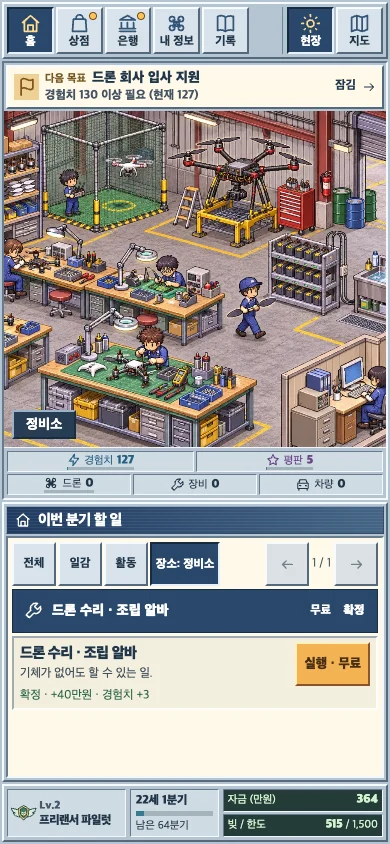 홈
상점
은행
내 정보
기록
현장
지도
다음 목표 드론 회사 입사 지원
경험치 130 이상 필요 (현재 127)
잠김 →
정비소
경험치 127
평판 5
드론 0
장비 0
차량 0
이번 분기 할 일
전체
일감
활동
장소: 정비소
← 1 / 1 →
드론 수리 · 조립 알바
무료 확정
드론 수리 · 조립 알바
기체가 없어도 할 수 있는 일.
확정 · +40만원 · 경험치 +3
실행 · 무료
Lv.2
프리랜서 파일럿
22세 1분기
남은 64분기
자금 (만원) 364
빚 / 한도 515 / 1,500